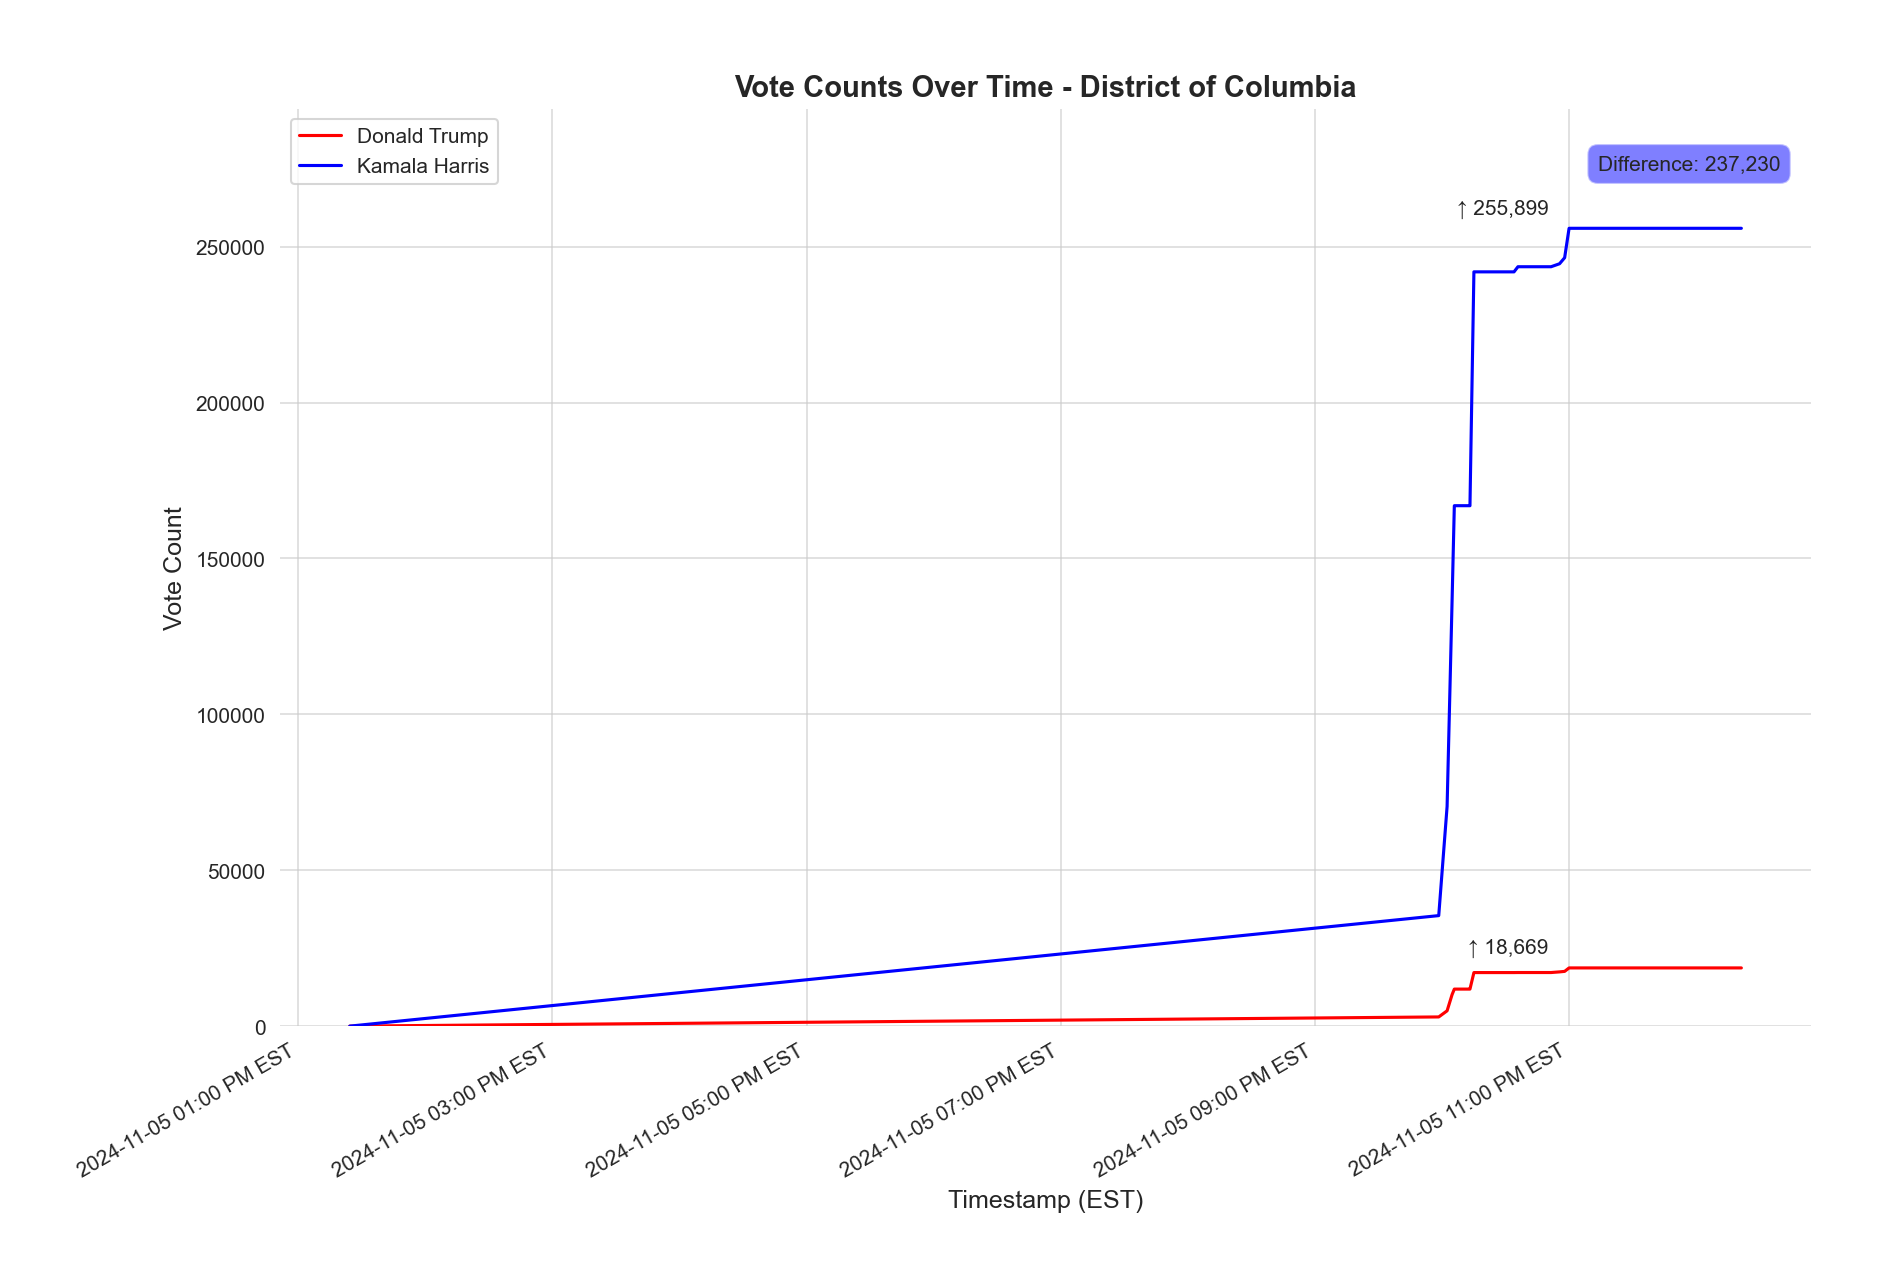 Vote Counts Over Time - District of Columbia
Donald Trump
Kamala Harris
Difference: 237,230
↑ 255,899
↑ 18,669
Vote Count
250000
200000
150000
100000
50000
0
2024-11-05 01:00 PM EST
2024-11-05 03:00 PM EST
2024-11-05 05:00 PM EST
2024-11-05 07:00 PM EST
2024-11-05 09:00 PM EST
2024-11-05 11:00 PM EST
Timestamp (EST)